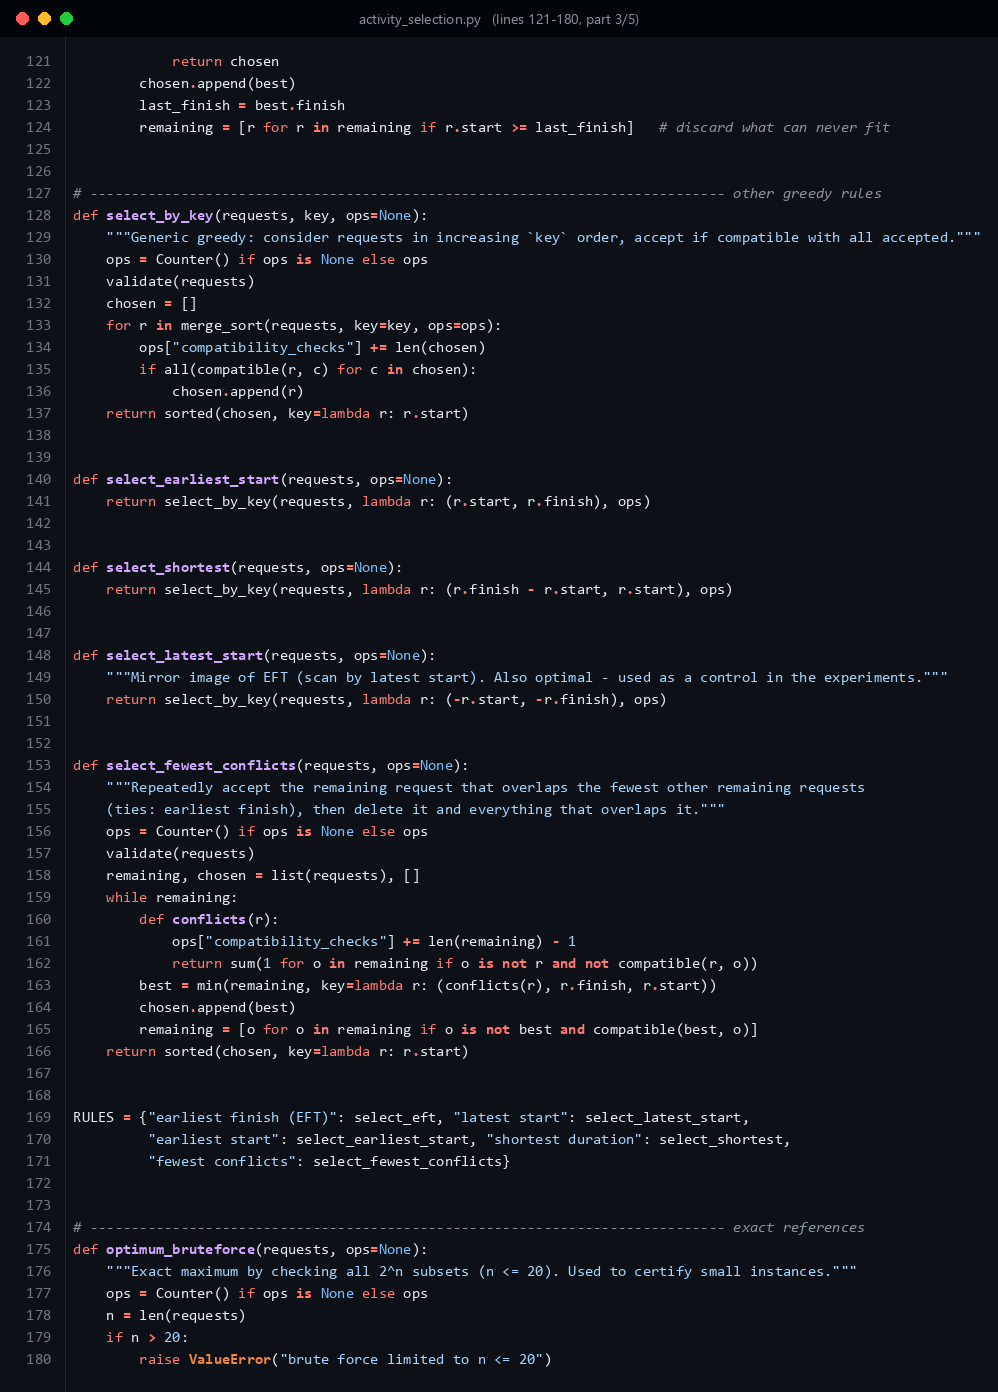 activity_selection.py (lines 121-180, part 3/5)
121             return chosen
122         chosen.append(best)
123         last_finish = best.finish
124         remaining = [r for r in remaining if r.start >= last_finish]   # discard what can never fit
125
126
127 # ----------------------------------------------------------------------------- other greedy rules
128 def select_by_key(requests, key, ops=None):
129     """Generic greedy: consider requests in increasing `key` order, accept if compatible with all accepted."""
130     ops = Counter() if ops is None else ops
131     validate(requests)
132     chosen = []
133     for r in merge_sort(requests, key=key, ops=ops):
134         ops["compatibility_checks"] += len(chosen)
135         if all(compatible(r, c) for c in chosen):
136             chosen.append(r)
137     return sorted(chosen, key=lambda r: r.start)
138
139
140 def select_earliest_start(requests, ops=None):
141     return select_by_key(requests, lambda r: (r.start, r.finish), ops)
142
143
144 def select_shortest(requests, ops=None):
145     return select_by_key(requests, lambda r: (r.finish - r.start, r.start), ops)
146
147
148 def select_latest_start(requests, ops=None):
149     """Mirror image of EFT (scan by latest start). Also optimal - used as a control in the experiments."""
150     return select_by_key(requests, lambda r: (-r.start, -r.finish), ops)
151
152
153 def select_fewest_conflicts(requests, ops=None):
154     """Repeatedly accept the remaining request that overlaps the fewest other remaining requests
155     (ties: earliest finish), then delete it and everything that overlaps it."""
156     ops = Counter() if ops is None else ops
157     validate(requests)
158     remaining, chosen = list(requests), []
159     while remaining:
160         def conflicts(r):
161             ops["compatibility_checks"] += len(remaining) - 1
162             return sum(1 for o in remaining if o is not r and not compatible(r, o))
163         best = min(remaining, key=lambda r: (conflicts(r), r.finish, r.start))
164         chosen.append(best)
165         remaining = [o for o in remaining if o is not best and compatible(best, o)]
166     return sorted(chosen, key=lambda r: r.start)
167
168
169 RULES = {"earliest finish (EFT)": select_eft, "latest start": select_latest_start,
170          "earliest start": select_earliest_start, "shortest duration": select_shortest,
171          "fewest conflicts": select_fewest_conflicts}
172
173
174 # ----------------------------------------------------------------------------- exact references
175 def optimum_bruteforce(requests, ops=None):
176     """Exact maximum by checking all 2^n subsets (n <= 20). Used to certify small instances."""
177     ops = Counter() if ops is None else ops
178     n = len(requests)
179     if n > 20:
180         raise ValueError("brute force limited to n <= 20")